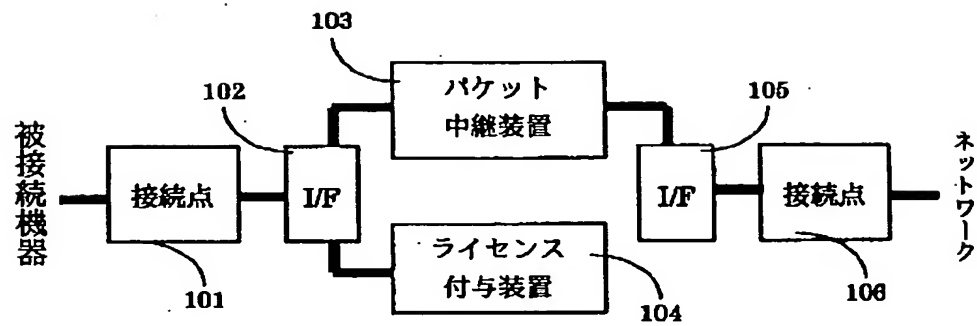 103
パケット
中継装置
102
105
被接続機器
接続点
I/F
I/F
接続点
ネットワーク
ライセンス
付与装置
101
104
106